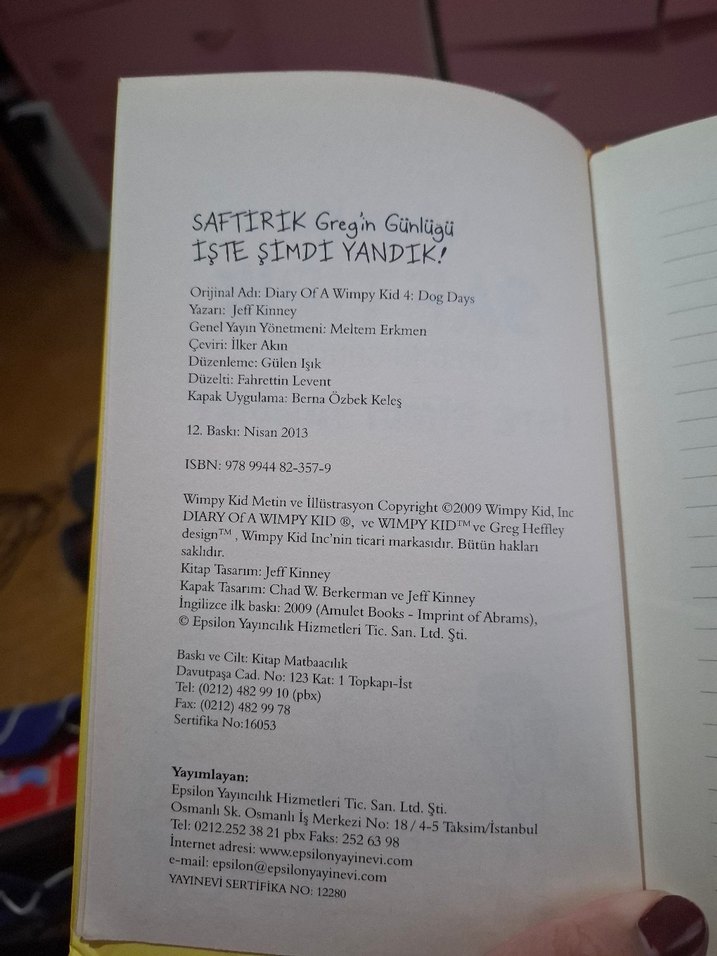 SAFTİRİK Greg'in Günlüğü
İŞTE ŞİMDİ YANDIK!
Orijinal Adı: Diary Of A Wimpy Kid 4: Dog Days
Yazarı: Jeff Kinney
Genel Yayın Yönetmeni: Meltem Erkmen
Çeviri: İlker Akın
Düzenleme: Gülen Işık
Düzelti: Fahrettin Levent
Kapak Uygulama: Berna Özbek Keleş
12. Baskı: Nisan 2013
ISBN: 978 9944 82-357-9
Wimpy Kid Metin ve İllüstrasyon Copyright ©2009 Wimpy Kid, Inc
DIARY Of A WIMPY KID ®, ve WIMPY KID™ ve Greg Heffley
design™ , Wimpy Kid Inc'nin ticari markasıdır. Bütün hakları
saklıdır.
Kitap Tasarım: Jeff Kinney
Kapak Tasarım: Chad W. Berkerman ve Jeff Kinney
İngilizce ilk baskı: 2009 (Amulet Books - Imprint of Abrams),
© Epsilon Yayıncılık Hizmetleri Tic. San. Ltd. Şti.
Baskı ve Cilt: Kitap Matbaacılık
Davutpaşa Cad. No: 123 Kat: 1 Topkapı-İst
Tel: (0212) 482 99 10 (pbx)
Fax: (0212) 482 99 78
Sertifika No:16053
Yayımlayan:
Epsilon Yayıncılık Hizmetleri Tic. San. Ltd. Şti.
Osmanlı Sk. Osmanlı İş Merkezi No: 18 / 4-5 Taksim/İstanbul
Tel: 0212.252 38 21 pbx Faks: 252 63 98
İnternet adresi: www.epsilonyayinevi.com
e-mail: epsilon@epsilonyayinevi.com
YAYINEVİ SERTİFİKA NO: 12280